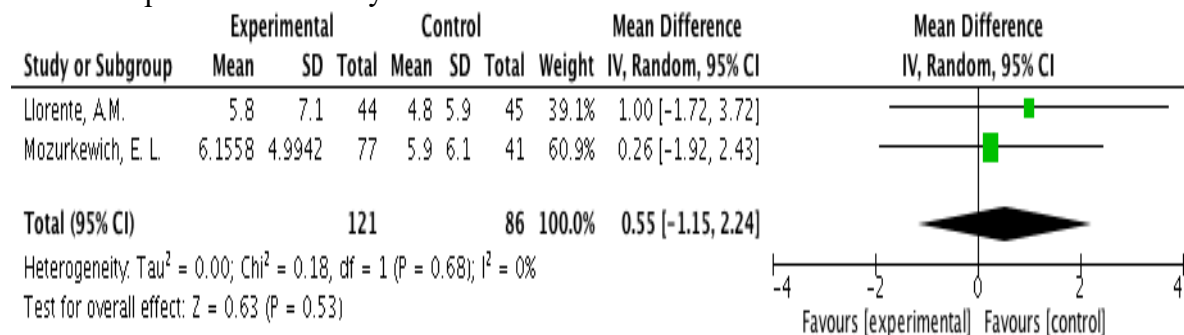 Experimental Control Mean Difference Mean Difference
Study or Subgroup Mean SD Total Mean SD Total Weight IV, Random, 95% CI IV, Random, 95% CI
Llorente, A.M. 5.8 7.1 44 4.8 5.9 45 39.1% 1.00 [−1.72, 3.72]
Mozurkewich, E. L. 6.1558 4.9942 77 5.9 6.1 41 60.9% 0.26 [−1.92, 2.43]
Total (95% CI) 121 86 100.0% 0.55 [−1.15, 2.24]
Heterogeneity: Tau² = 0.00; Chi² = 0.18, df = 1 (P = 0.68); I² = 0%
Test for overall effect: Z = 0.63 (P = 0.53)
−4 −2 0 2 4
Favours [experimental] Favours [control]